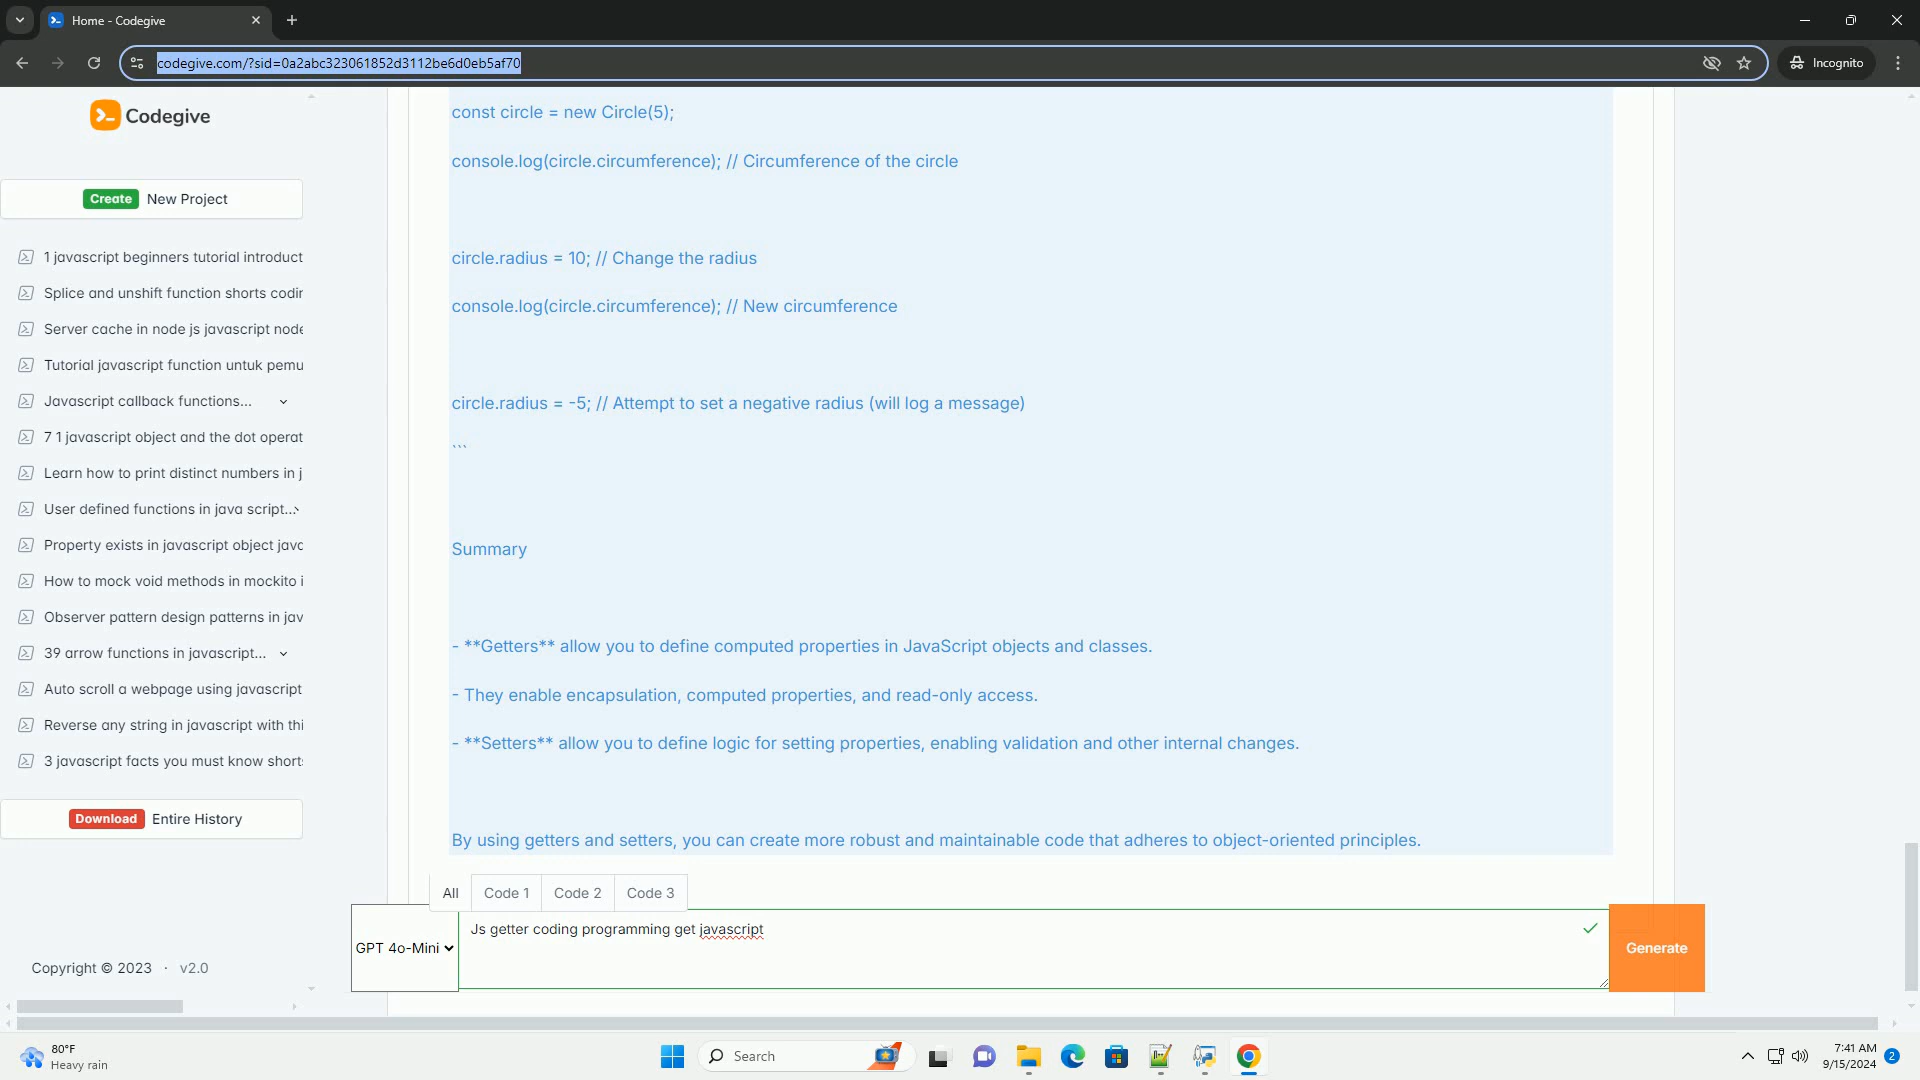 Home - Codegive
codegive.com/?sid=0a2abc323061852d3112be6d0eb5af70
Incognito
Codegive
Create New Project
1 javascript beginners tutorial introduct
Splice and unshift function shorts codir
Server cache in node js javascript node
Tutorial javascript function untuk pemu
Javascript callback functions...
7 1 javascript object and the dot operat
Learn how to print distinct numbers in j
User defined functions in java script...
Property exists in javascript object java
How to mock void methods in mockito i
Observer pattern design patterns in jav
39 arrow functions in javascript...
Auto scroll a webpage using javascript
Reverse any string in javascript with thi
3 javascript facts you must know shorts
Download Entire History
Copyright © 2023 · v2.0
const circle = new Circle(5);
console.log(circle.circumference); // Circumference of the circle
circle.radius = 10; // Change the radius
console.log(circle.circumference); // New circumference
circle.radius = -5; // Attempt to set a negative radius (will log a message)
```
Summary
- **Getters** allow you to define computed properties in JavaScript objects and classes.
- They enable encapsulation, computed properties, and read-only access.
- **Setters** allow you to define logic for setting properties, enabling validation and other internal changes.
By using getters and setters, you can create more robust and maintainable code that adheres to object-oriented principles.
All Code 1 Code 2 Code 3
GPT 4o-Mini
Js getter coding programming get javascript
Generate
80°F
Heavy rain
Search
7:41 AM
9/15/2024
2